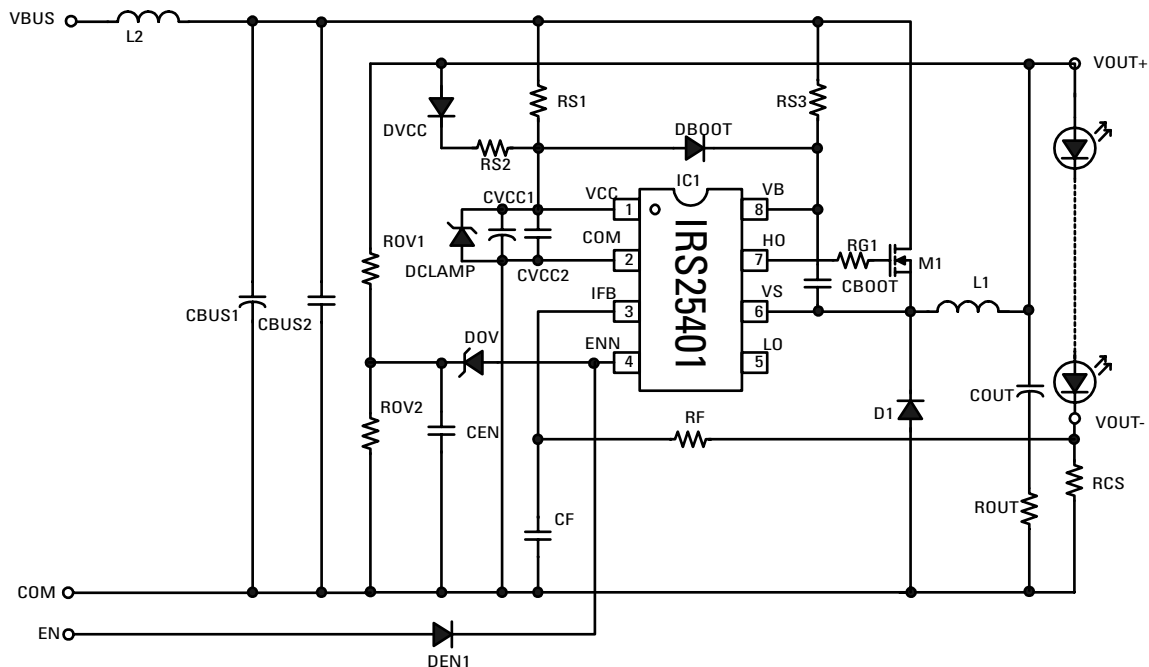 VBUS
L2
VOUT+
RS1
RS3
DVCC
DBOOT
RS2
IC1
CVCC1
VCC
VB
1
8
COM
HO
ROV1
RG1
2
7
M1
DCLAMP
CVCC2
CBOOT
L1
IFB
VS
CBUS1
CBUS2
3
6
DOV
ENN
LO
4
5
IRS25401
COUT
ROV2
D1
CEN
RF
VOUT-
RCS
ROUT
CF
COM
EN
DEN1